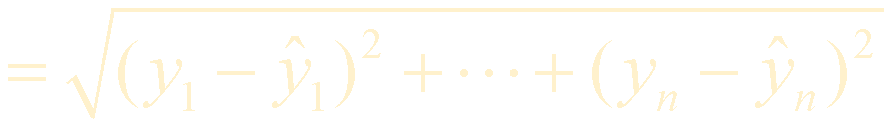 = √((y₁ − ŷ₁)² + ⋯ + (yₙ − ŷₙ)²)